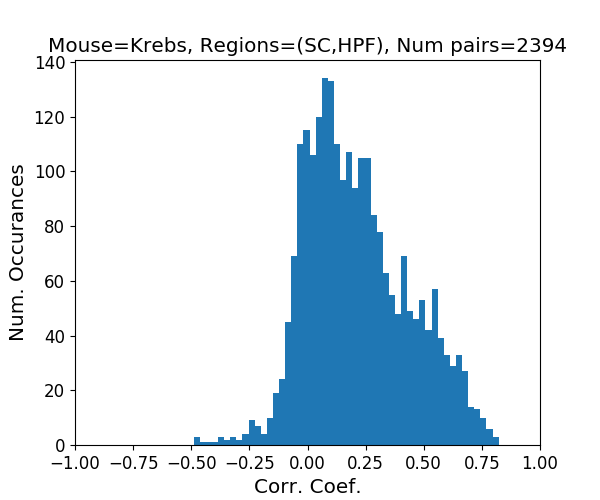 Mouse=Krebs, Regions=(SC,HPF), Num pairs=2394
140
120
100
80
60
40
20
0
Num. Occurances
−1.00 −0.75 −0.50 −0.25 0.00 0.25 0.50 0.75 1.00
Corr. Coef.